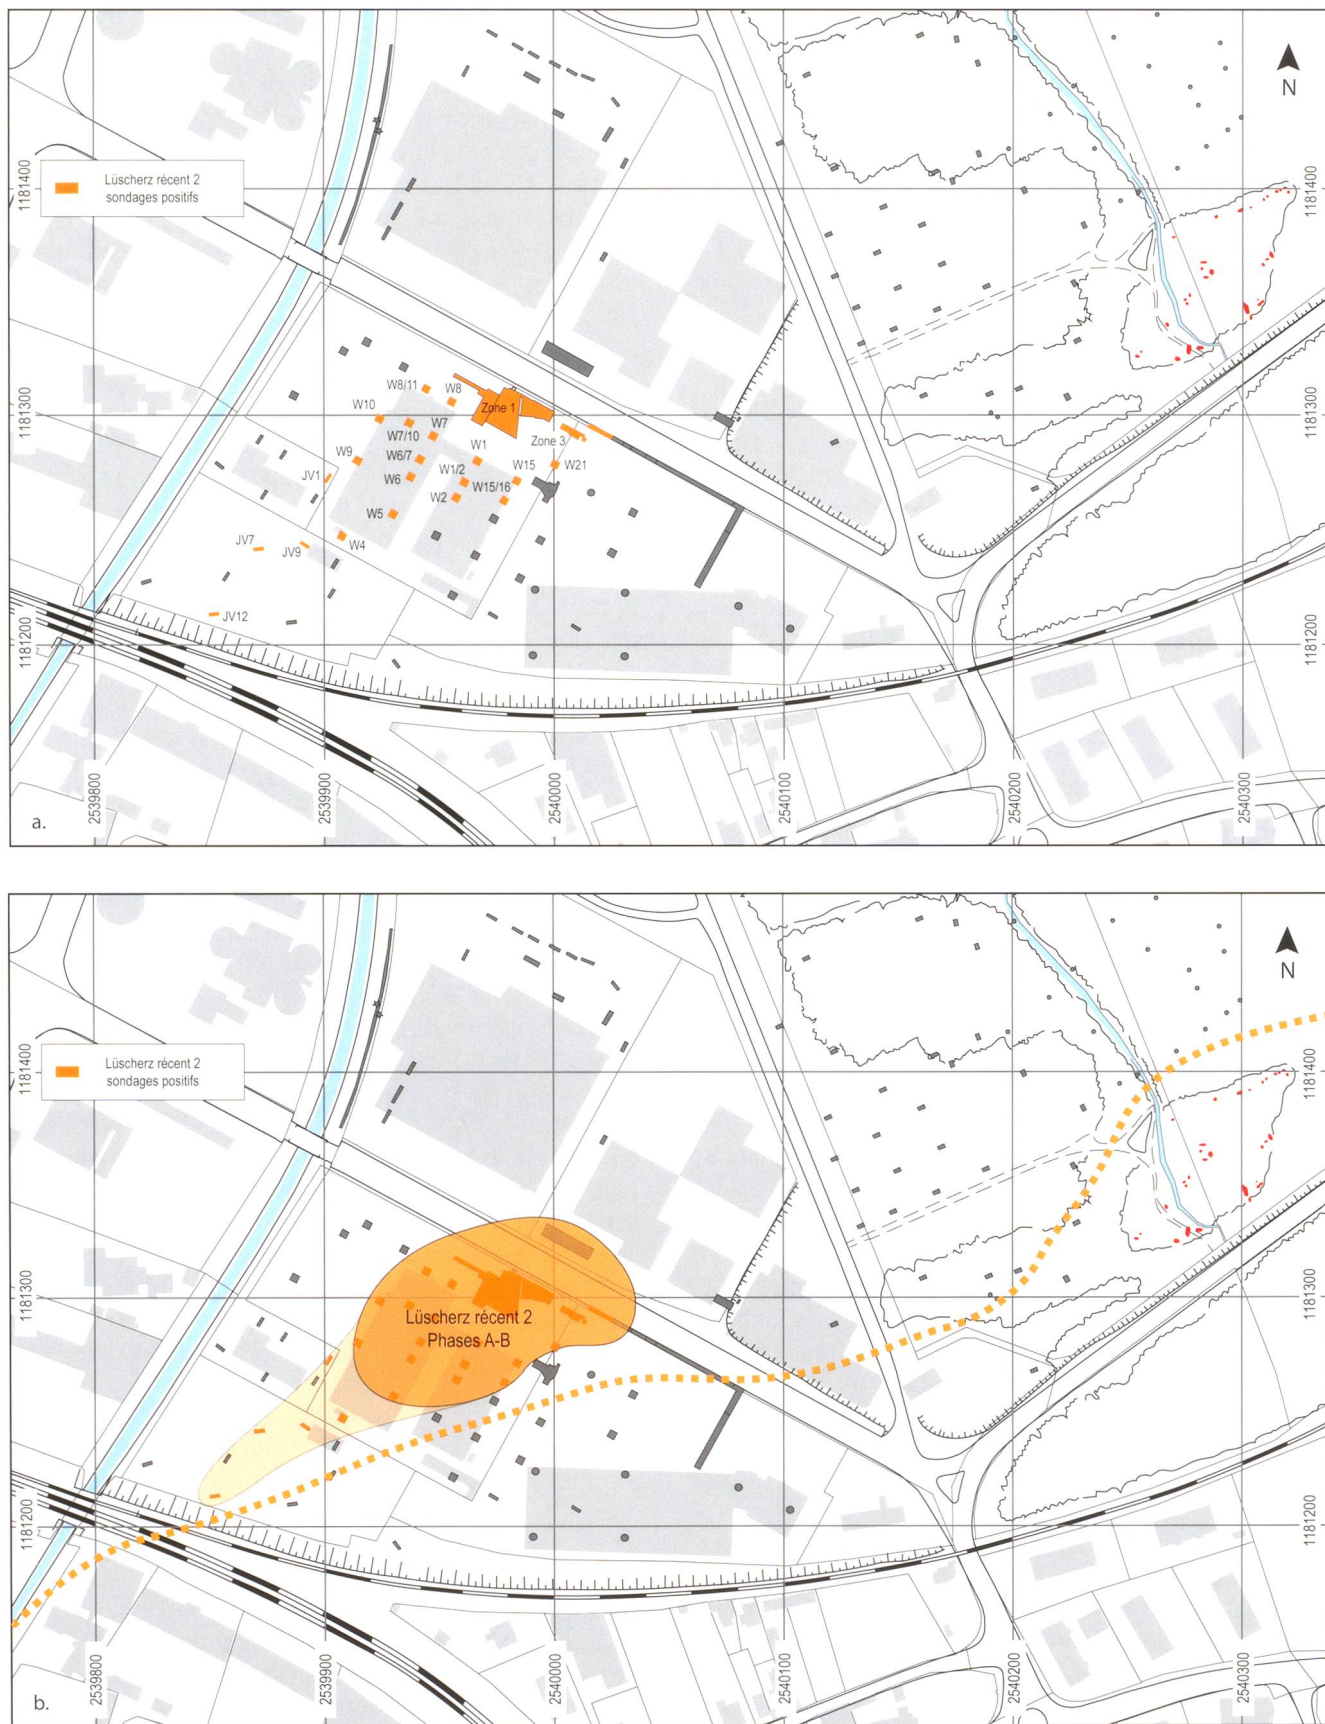 N
Lüscherz récent 2
sondages positifs
1181400
1181400
W8/11
W8
Zone 1
1181300
1181300
W10
W7/10
W7
Zone 3
W9
W6/7
W1
W21
JV1
W6
W1/2
W15
W15/16
W2
W5
JV7
JV9
W4
JV12
1181200
1181200
2539800
2539900
2540000
2540100
2540200
2540300
a.
N
Lüscherz récent 2
sondages positifs
1181400
1181400
1181300
1181300
Lüscherz récent 2
Phases A-B
1181200
1181200
2539800
2539900
2540000
2540100
2540200
2540300
b.